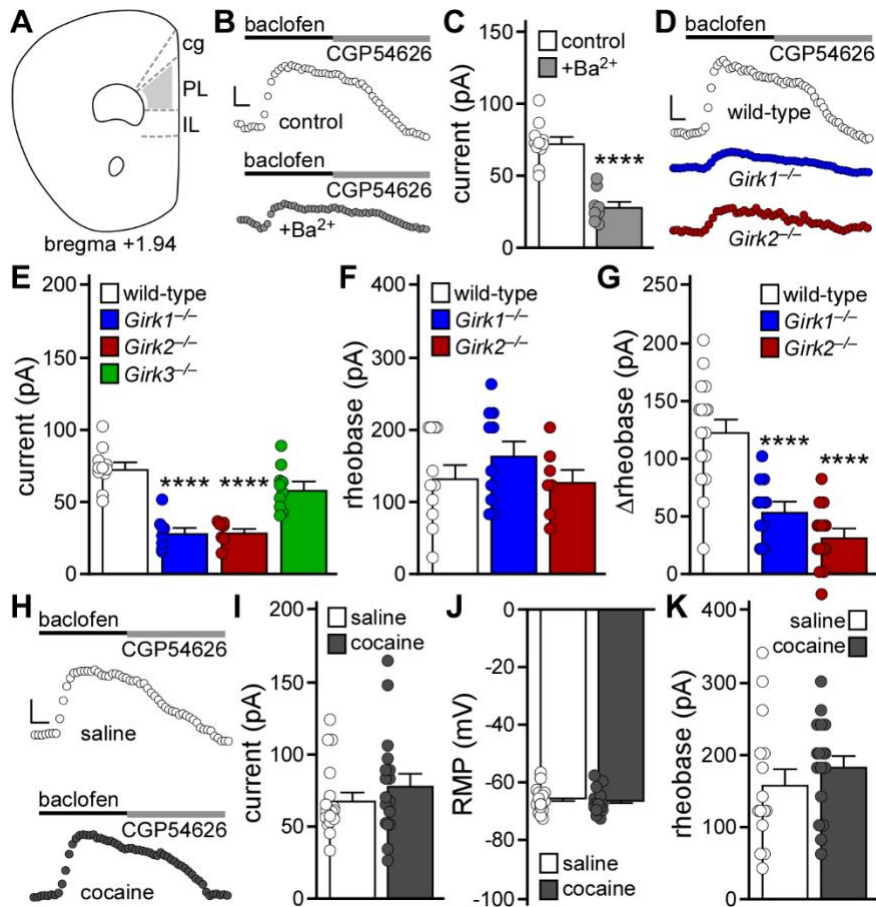 A
cg
PL
IL
bregma +1.94
B
baclofen
CGP54626
control
baclofen
CGP54626
+Ba2+
C
control
+Ba2+
current (pA)
150
100
50
0
****
D
baclofen
CGP54626
wild-type
Girk1–/–
Girk2–/–
E
wild-type
Girk1–/–
Girk2–/–
Girk3–/–
current (pA)
200
150
100
50
0
**** ****
F
wild-type
Girk1–/–
Girk2–/–
rheobase (pA)
400
300
200
100
0
G
wild-type
Girk1–/–
Girk2–/–
Δrheobase (pA)
250
200
150
100
50
0
****
****
H
baclofen
CGP54626
saline
baclofen
CGP54626
cocaine
I
saline
cocaine
current (pA)
200
150
100
50
0
J
RMP (mV)
0
-20
-40
-60
-80
-100
saline
cocaine
K
saline
cocaine
rheobase (pA)
400
300
200
100
0